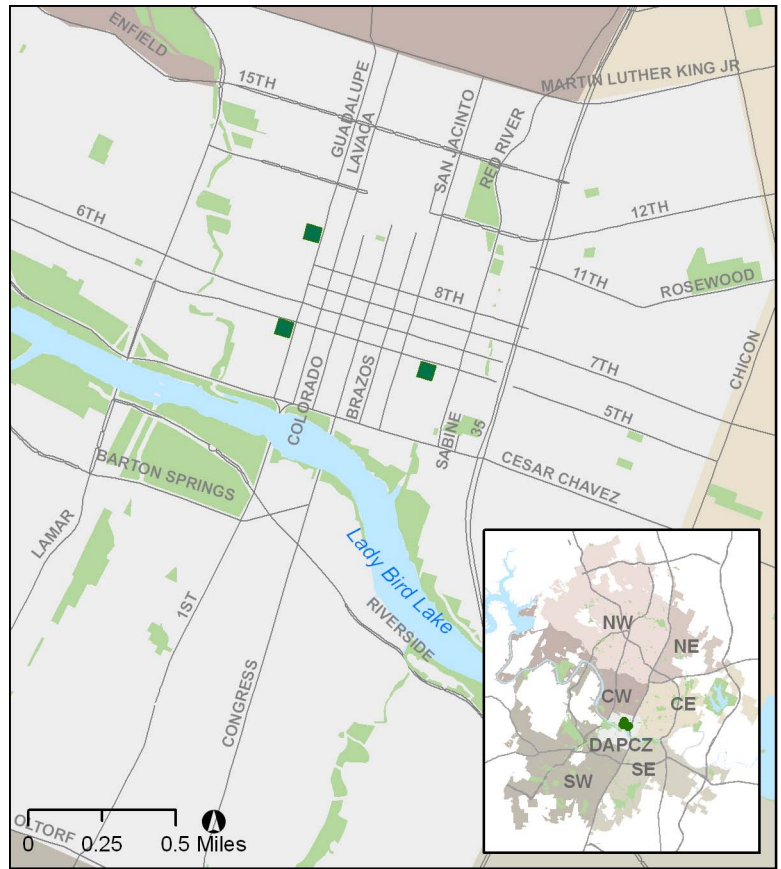 ENFIELD
15TH
GUADALUPE
LAVACA
SAN JACINTO
RED RIVER
MARTIN LUTHER KING JR
6TH
12TH
11TH
ROSEWOOD
8TH
7TH
CHICON
5TH
COLORADO
BRAZOS
SABINE
35
CESAR CHAVEZ
BARTON SPRINGS
LAMAR
1ST
Lady Bird Lake
RIVERSIDE
CONGRESS
OLTORF
0 0.25 0.5 Miles
NW
NE
CW
CE
DAPCZ
SW
SE